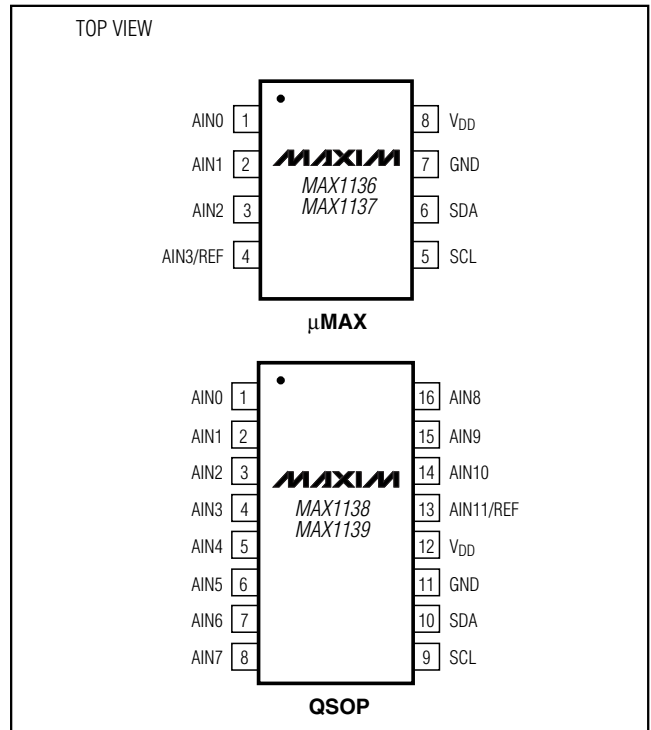 TOP VIEW
AIN0 1 8 VDD
AIN1 2 MAXIM 7 GND
MAX1136
AIN2 3 MAX1137 6 SDA
AIN3/REF 4 5 SCL
µMAX
AIN0 1 16 AIN8
AIN1 2 15 AIN9
AIN2 3 MAXIM 14 AIN10
AIN3 4 MAX1138 13 AIN11/REF
MAX1139
AIN4 5 12 VDD
AIN5 6 11 GND
AIN6 7 10 SDA
AIN7 8 9 SCL
QSOP